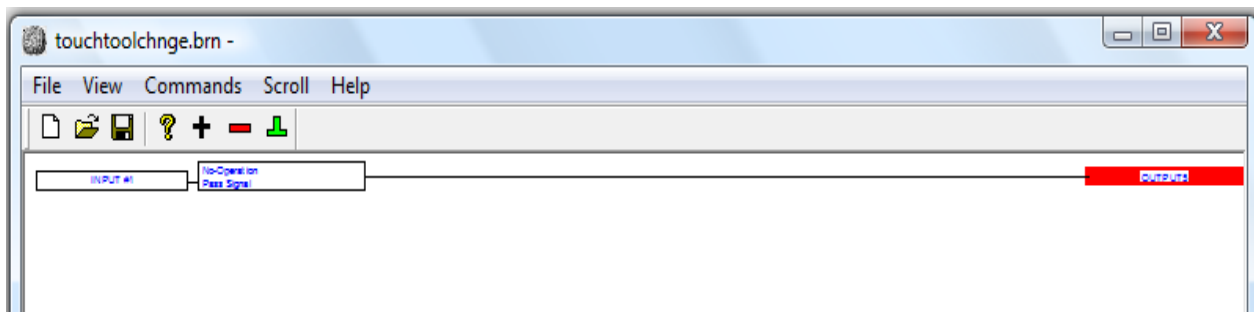 touchtoolchnge.brn -
File View Commands Scroll Help
INPUT #1
No-Operation
Pass Signal
OUTPUTS